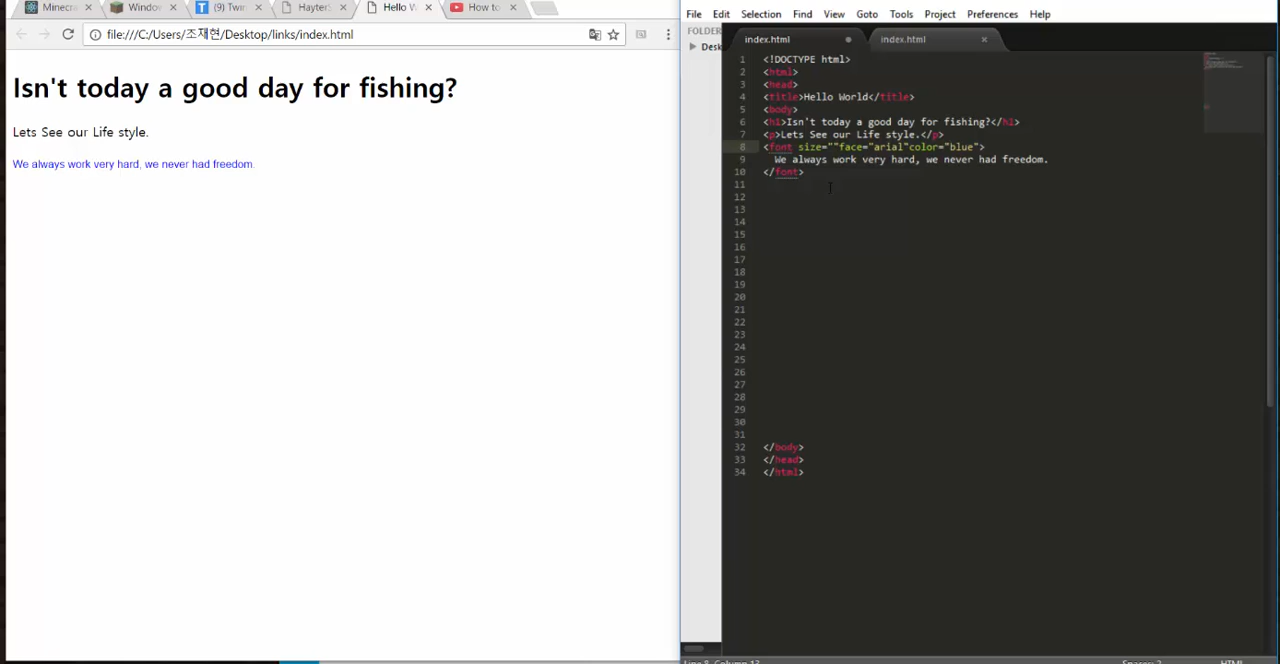 Minecr
Window
(9) Twi
HayterS
Hello W
How to
file:///C:/Users/조재현/Desktop/links/index.html
Isn't today a good day for fishing?
Lets See our Life style.
We always work very hard, we never had freedom.
File Edit Selection Find View Goto Tools Project Preferences Help
FOLDER
Desk
index.html
index.html
1 <!DOCTYPE html>
2 <html>
3 <head>
4 <title>Hello World</title>
5 <body>
6 <h1>Isn't today a good day for fishing?</h1>
7 <p>Lets See our Life style.</p>
8 <font size=""face="arial"color="blue">
9 We always work very hard, we never had freedom.
10 </font>
11
12
13
14
15
16
17
18
19
20
21
22
23
24
25
26
27
28
29
30
31
32 </body>
33 </head>
34 </html>